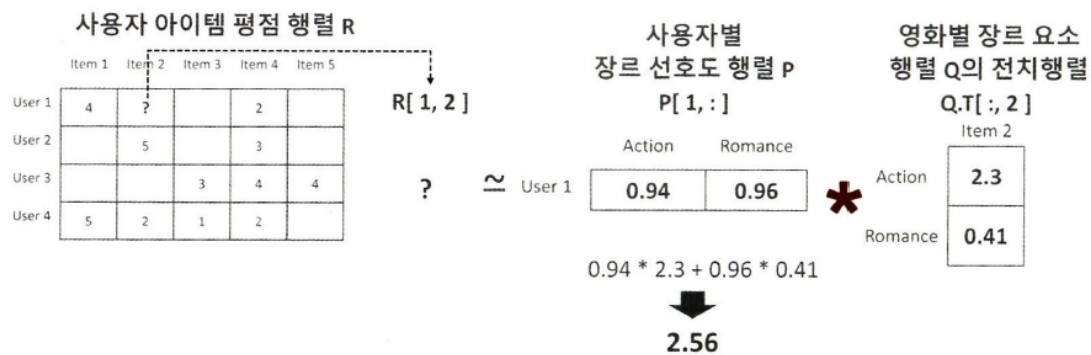 사용자 아이템 평점 행렬 R
Item 1 Item 2 Item 3 Item 4 Item 5
User 1 4 ? 2
User 2 5 3
User 3 3 4 4
User 4 5 2 1 2
R[ 1, 2 ]
?
≃
사용자별
장르 선호도 행렬 P
P[ 1, : ]
Action Romance
User 1 0.94 0.96
*
영화별 장르 요소
행렬 Q의 전치행렬
Q.T[ :, 2 ]
Item 2
Action 2.3
Romance 0.41
0.94 * 2.3 + 0.96 * 0.41
2.56